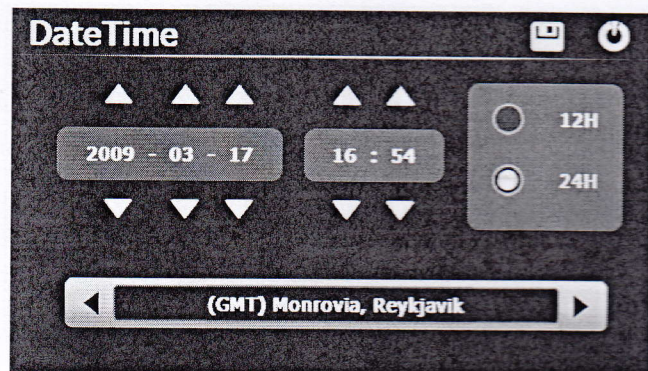 DateTime
12H
2009 - 03 - 17
16 : 54
24H
(GMT) Monrovia, Reykjavik